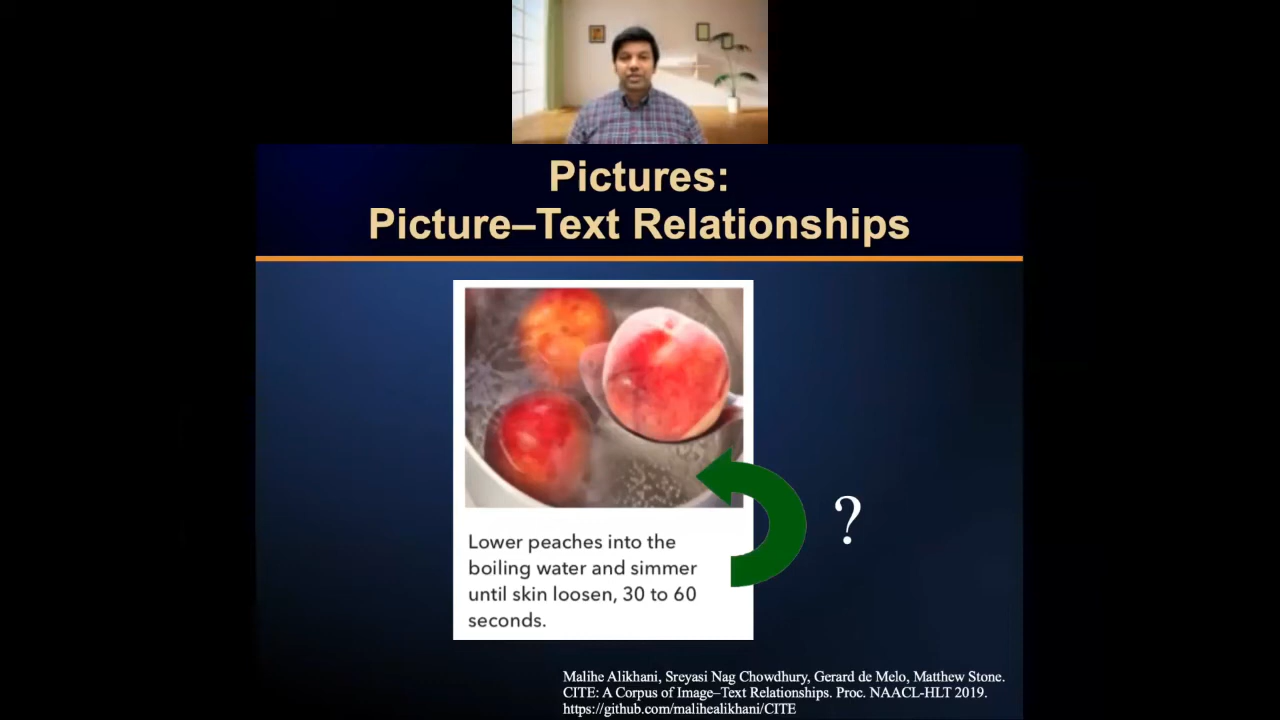 Pictures:
Picture–Text Relationships
Lower peaches into the
boiling water and simmer
until skin loosen, 30 to 60
seconds.
?
Malihe Alikhani, Sreyasi Nag Chowdhury, Gerard de Melo, Matthew Stone.
CITE: A Corpus of Image–Text Relationships. Proc. NAACL-HLT 2019.
https://github.com/malihealikhani/CITE